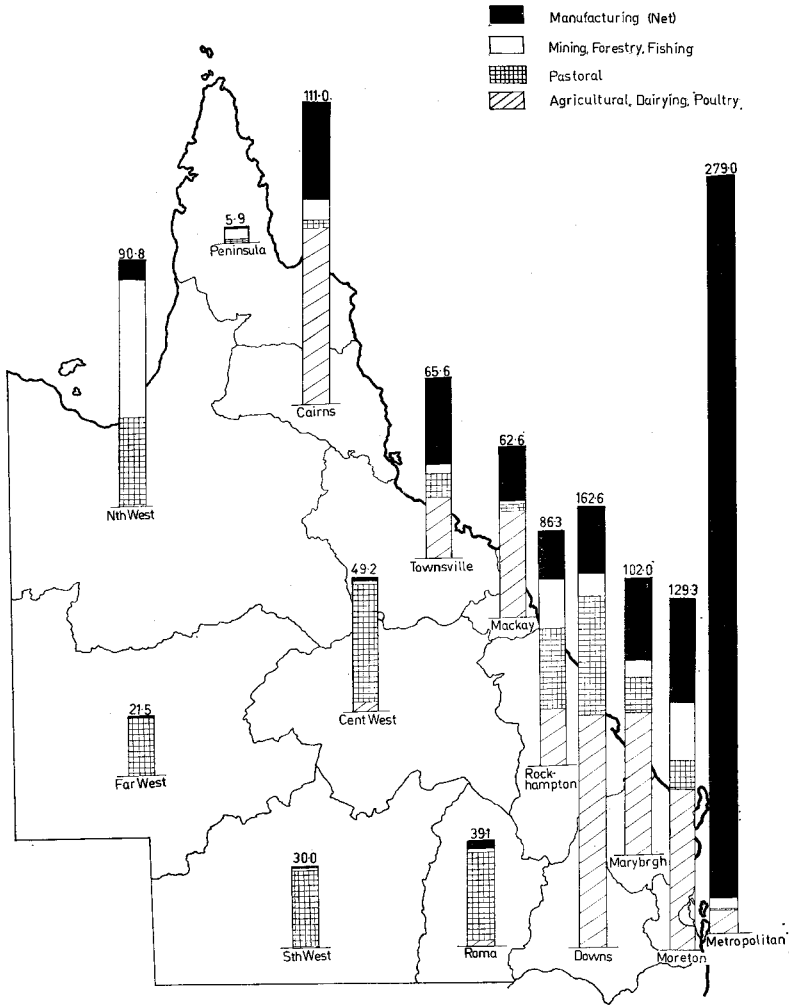 Manufacturing (Net)
Mining, Forestry, Fishing
Pastoral
Agricultural, Dairying, Poultry
111·0
279·0
5·9
Peninsula
90·8
65·6
Cairns
62·6
162·6
86·3
Nth West
49·2
Townsville
102·0
129·3
Mackay
21·5
Cent West
Rock-
hampton
Far West
39·1
Marybrgh
30·0
Metropolitan
Sth West
Roma
Downs
Moreton